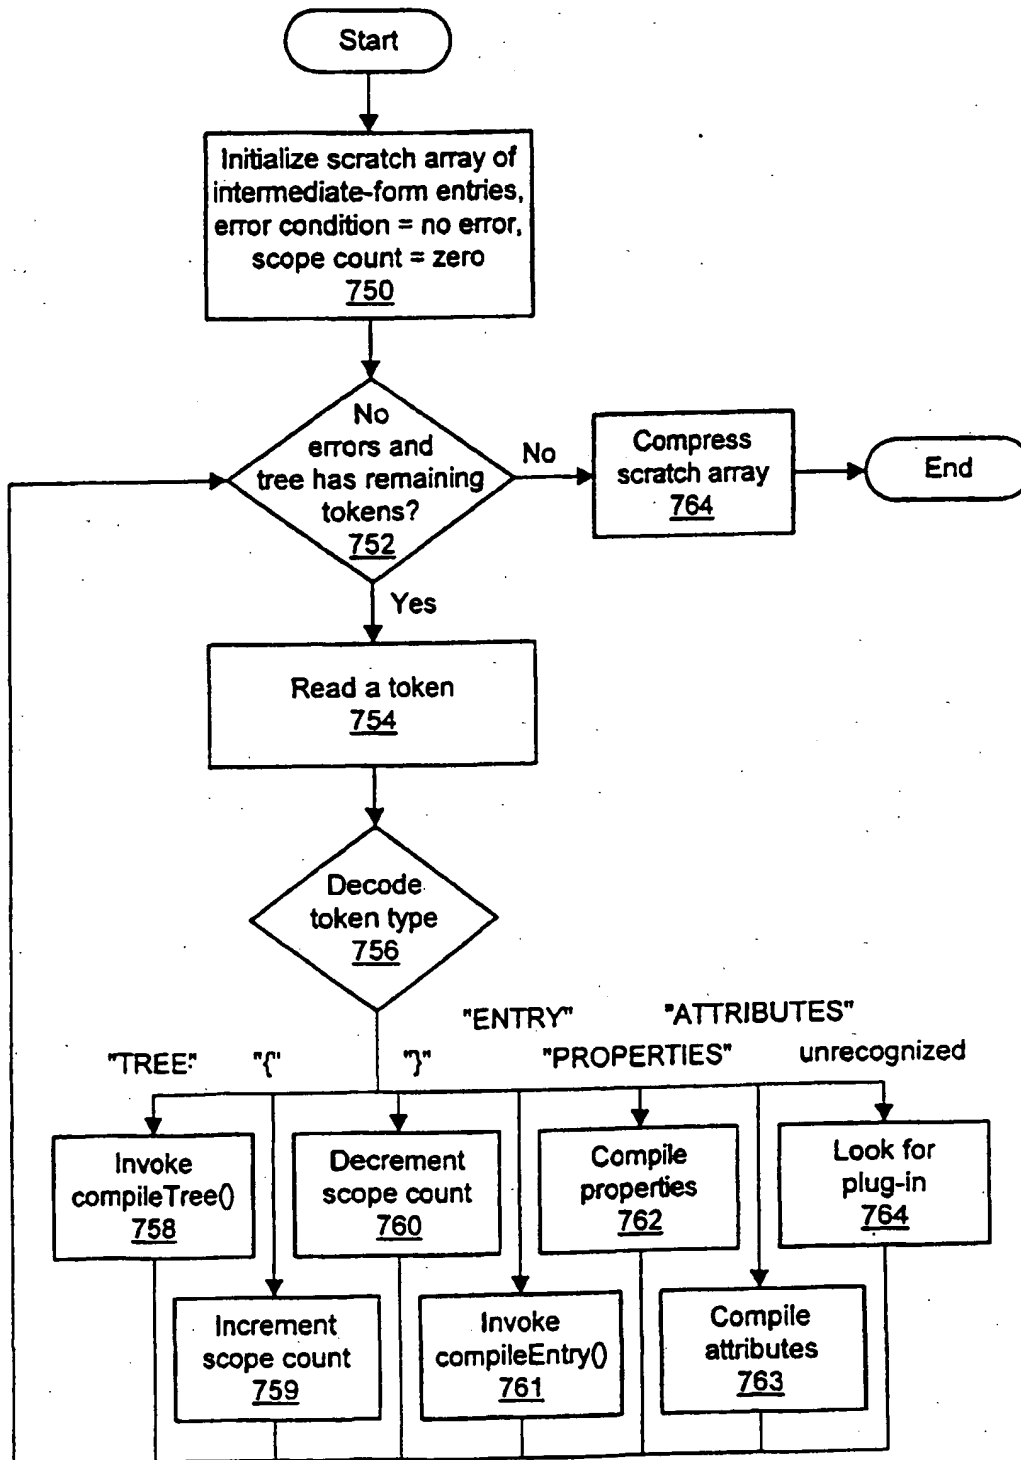 Start
Initialize scratch array of
intermediate-form entries,
error condition = no error,
scope count = zero
750
No
errors and
tree has remaining
tokens?
752
No
Compress
scratch array
764
End
Yes
Read a token
754
Decode
token type
756
"TREE"
"{"
"}"
"ENTRY"
"PROPERTIES"
"ATTRIBUTES"
unrecognized
Invoke
compileTree()
758
Decrement
scope count
760
Compile
properties
762
Look for
plug-in
764
Increment
scope count
759
Invoke
compileEntry()
761
Compile
attributes
763